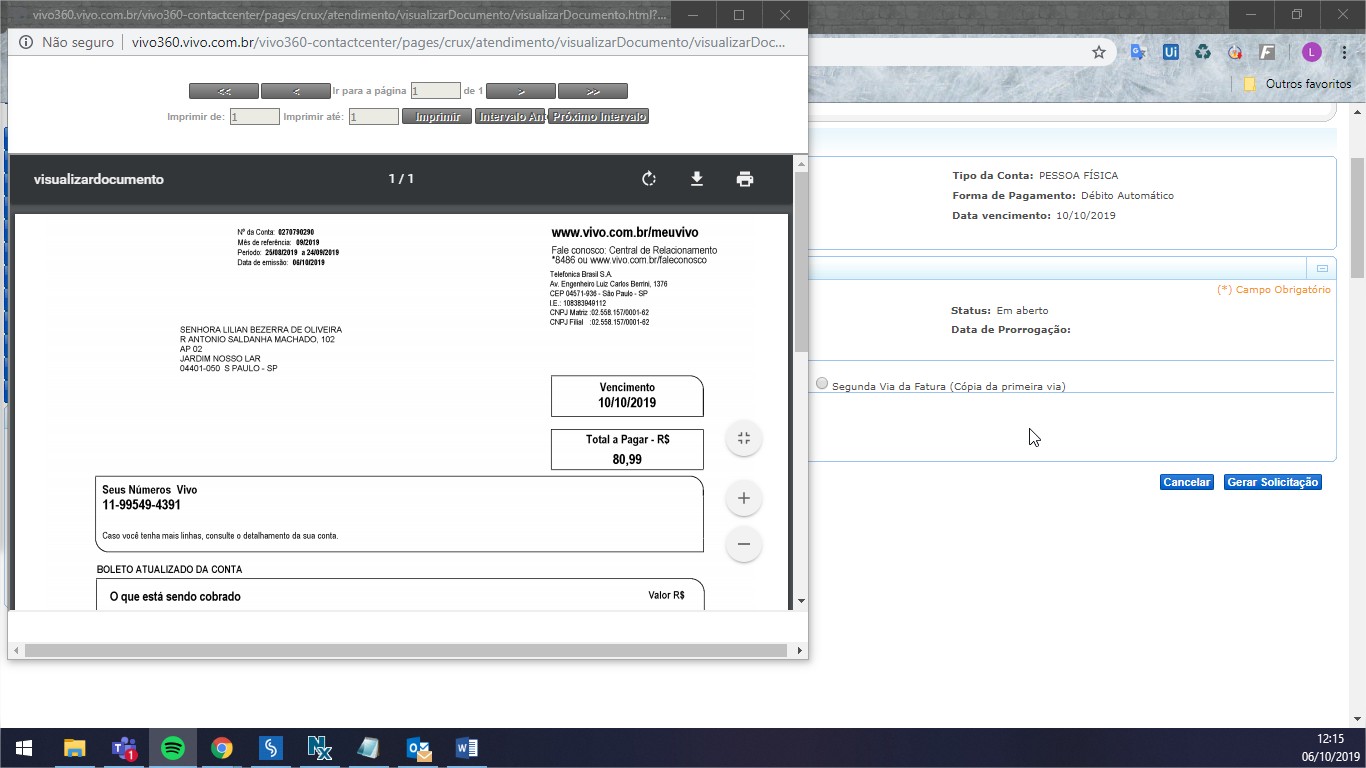 vivo360.vivo.com.br/vivo360-contactcenter/pages/crux/atendimento/visualizarDocumento/visualizarDocumento.html?...
Não seguro | vivo360.vivo.com.br/vivo360-contactcenter/pages/crux/atendimento/visualizarDocumento/visualizarDoc...
<< < Ir para a página 1 de 1 > >>
Imprimir de: 1 Imprimir até: 1 Imprimir Intervalo An Próximo Intervalo
visualizardocumento 1 / 1
Nº da Conta: 0270790290
Mês de referência: 09/2019
Período: 25/08/2019 a 24/09/2019
Data de emissão: 06/10/2019
www.vivo.com.br/meuvivo
Fale conosco: Central de Relacionamento
*8486 ou www.vivo.com.br/faleconosco
Telefonica Brasil S.A.
Av. Engenheiro Luiz Carlos Berrini, 1376
CEP 04571-936 - São Paulo - SP
I.E.: 108383949112
CNPJ Matriz :02.558.157/0001-62
CNPJ Filial :02.558.157/0001-62
SENHORA LILIAN BEZERRA DE OLIVEIRA
R ANTONIO SALDANHA MACHADO, 102
AP 02
JARDIM NOSSO LAR
04401-050 S PAULO - SP
Vencimento
10/10/2019
Total a Pagar - R$
80,99
Seus Números Vivo
11-99549-4391
Caso você tenha mais linhas, consulte o detalhamento da sua conta.
BOLETO ATUALIZADO DA CONTA
O que está sendo cobrado Valor R$
Ui
F
L
Outros favoritos
Tipo da Conta: PESSOA FÍSICA
Forma de Pagamento: Débito Automático
Data vencimento: 10/10/2019
(*) Campo Obrigatório
Status: Em aberto
Data de Prorrogação:
Segunda Via da Fatura (Cópia da primeira via)
Cancelar Gerar Solicitação
12:15
06/10/2019